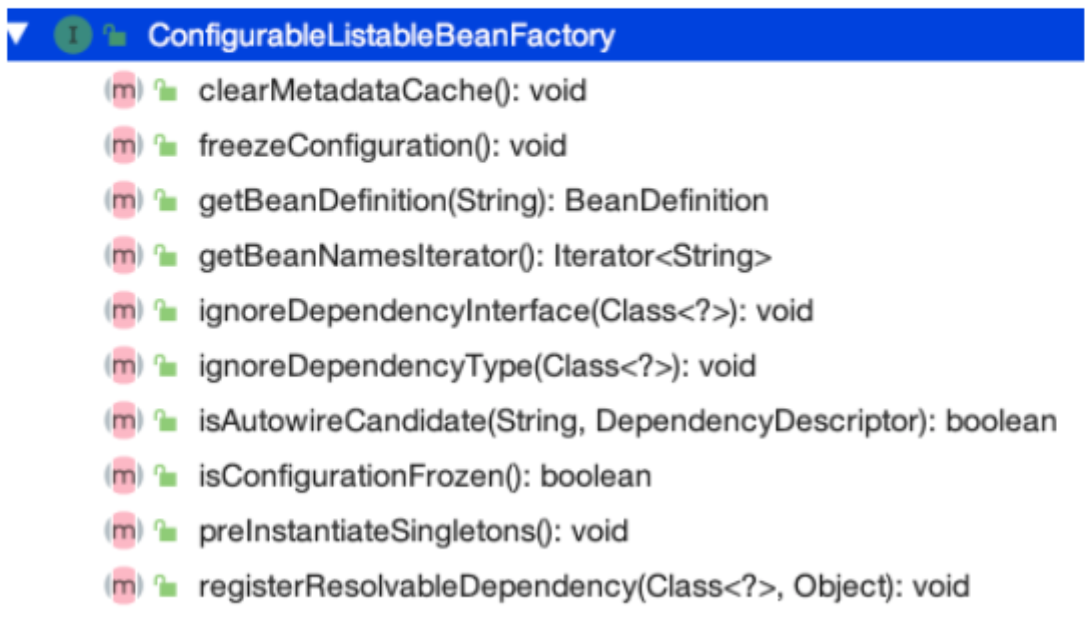 I ConfigurableListableBeanFactory
m clearMetadataCache(): void
m freezeConfiguration(): void
m getBeanDefinition(String): BeanDefinition
m getBeanNamesIterator(): Iterator<String>
m ignoreDependencyInterface(Class<?>): void
m ignoreDependencyType(Class<?>): void
m isAutowireCandidate(String, DependencyDescriptor): boolean
m isConfigurationFrozen(): boolean
m preInstantiateSingletons(): void
m registerResolvableDependency(Class<?>, Object): void